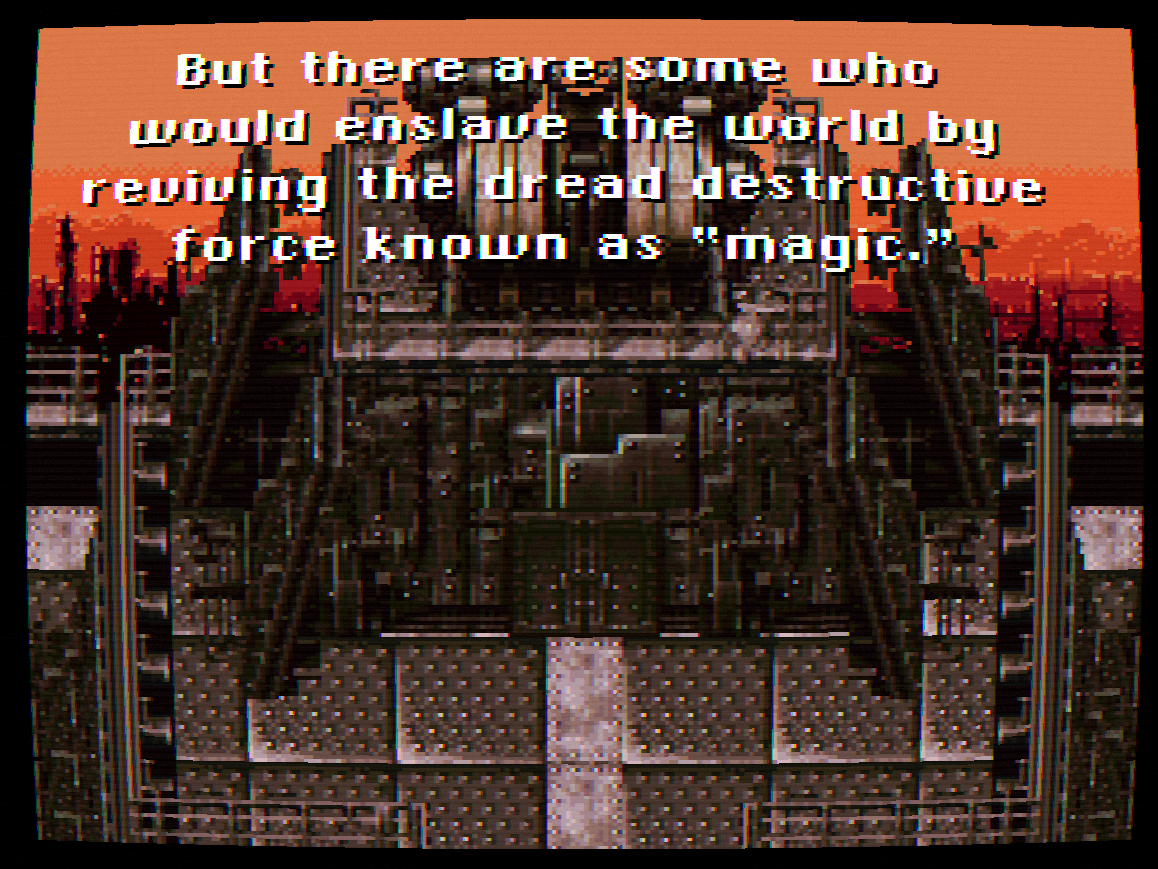 But there are some who
would enslave the world by
reviving the dread destructive
force known as "magic.”